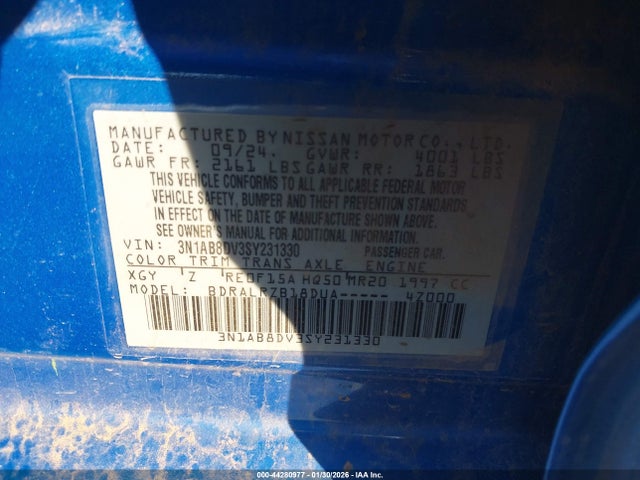 MANUFACTURED BY NISSAN MOTOR CO., LTD.
DATE: 09/24. GVWR: 4001 LBS
GAWR FR: 2161 LBS GAWR RR: 1863 LBS
THIS VEHICLE CONFORMS TO ALL APPLICABLE FEDERAL MOTOR
VEHICLE SAFETY, BUMPER AND THEFT PREVENTION STANDARDS
IN EFFECT ON THE DATE OF MANUFACTURE SHOWN ABOVE.
SEE OWNER'S MANUAL FOR ADDITIONAL INFORMATION.
VIN: 3N1AB8DV3SY231330 PASSENGER CAR.
COLOR TRIM TRANS AXLE ENGINE
XGY Z RE0F15A HQ50 MR20 1997 CC
MODEL: BDRALRZB18DUA----- 4Z000
3N1AB8DV3SY231330
000-44280977 - 01/30/2026 - IAA Inc.